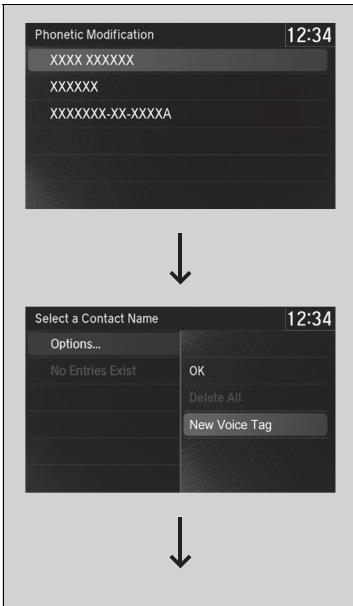 Phonetic Modification 12:34
XXXX XXXXXX
XXXXXX
XXXXXXX-XX-XXXXA
Select a Contact Name 12:34
Options...
No Entries Exist OK
Delete All
New Voice Tag